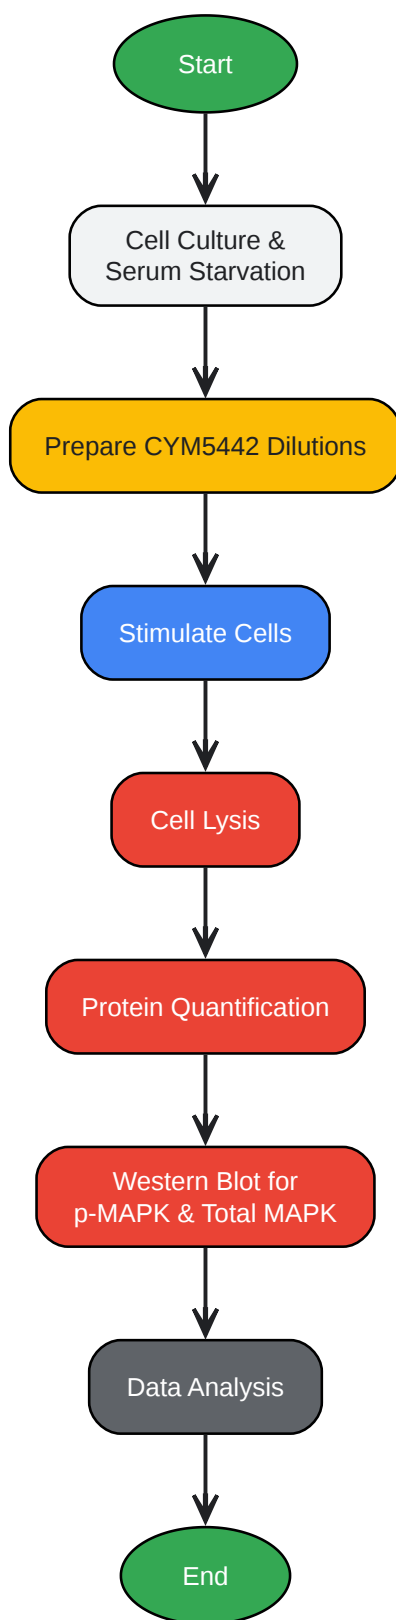 Start
Cell Culture &
Serum Starvation
Prepare CYM5442 Dilutions
Stimulate Cells
Cell Lysis
Protein Quantification
Western Blot for
p-MAPK & Total MAPK
Data Analysis
End